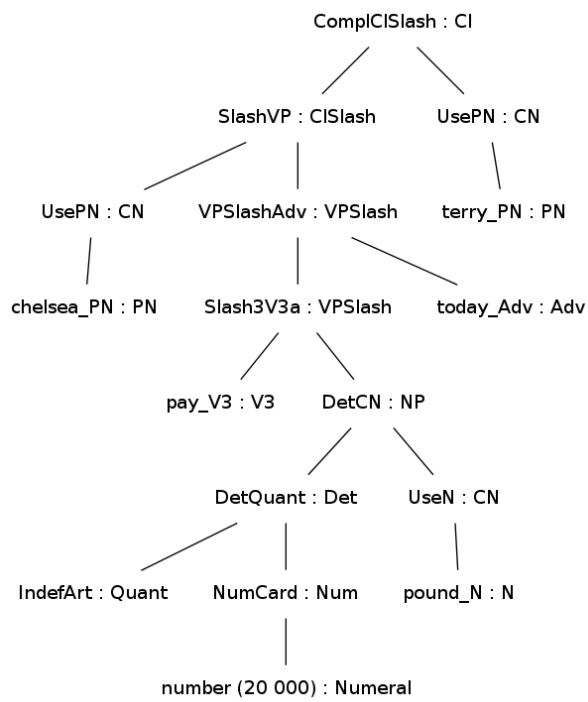 ComplClSlash : Cl
SlashVP : ClSlash UsePN : CN
UsePN : CN VPSlashAdv : VPSlash terry_PN : PN
chelsea_PN : PN Slash3V3a : VPSlash today_Adv : Adv
pay_V3 : V3 DetCN : NP
DetQuant : Det UseN : CN
IndefArt : Quant NumCard : Num pound_N : N
number (20 000) : Numeral